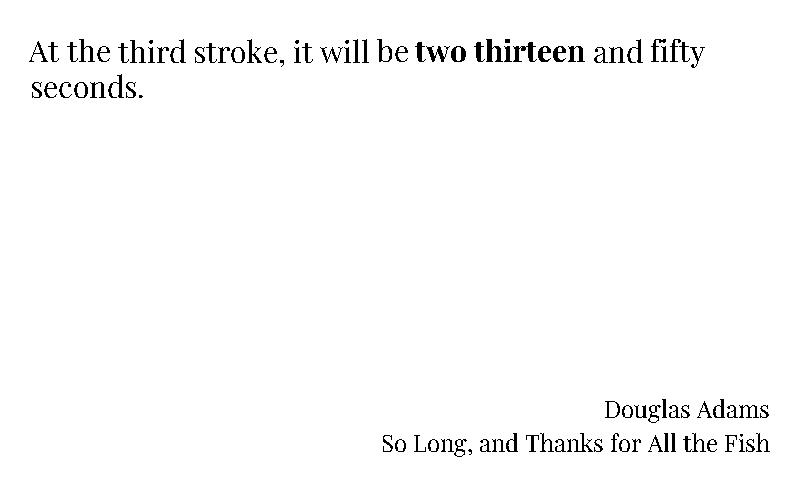 At the third stroke, it will be two thirteen and fifty
seconds.
Douglas Adams
So Long, and Thanks for All the Fish